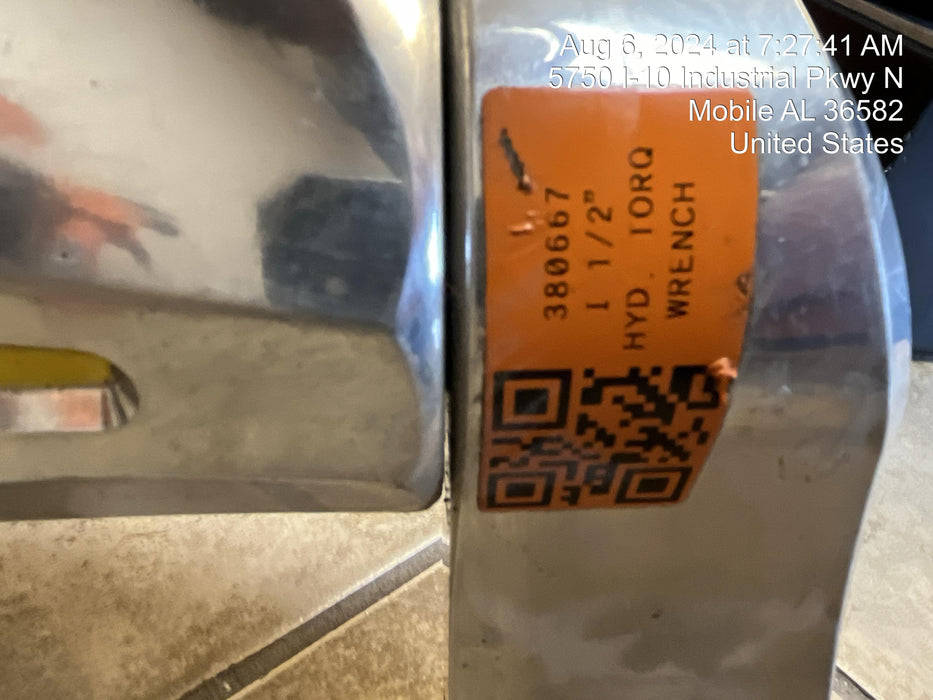 Aug 6, 2024 at 7:27:41 AM
5750 I-10 Industrial Pkwy N
Mobile AL 36582
United States
380667
1 1/2"
HYD. TORQ
WRENCH